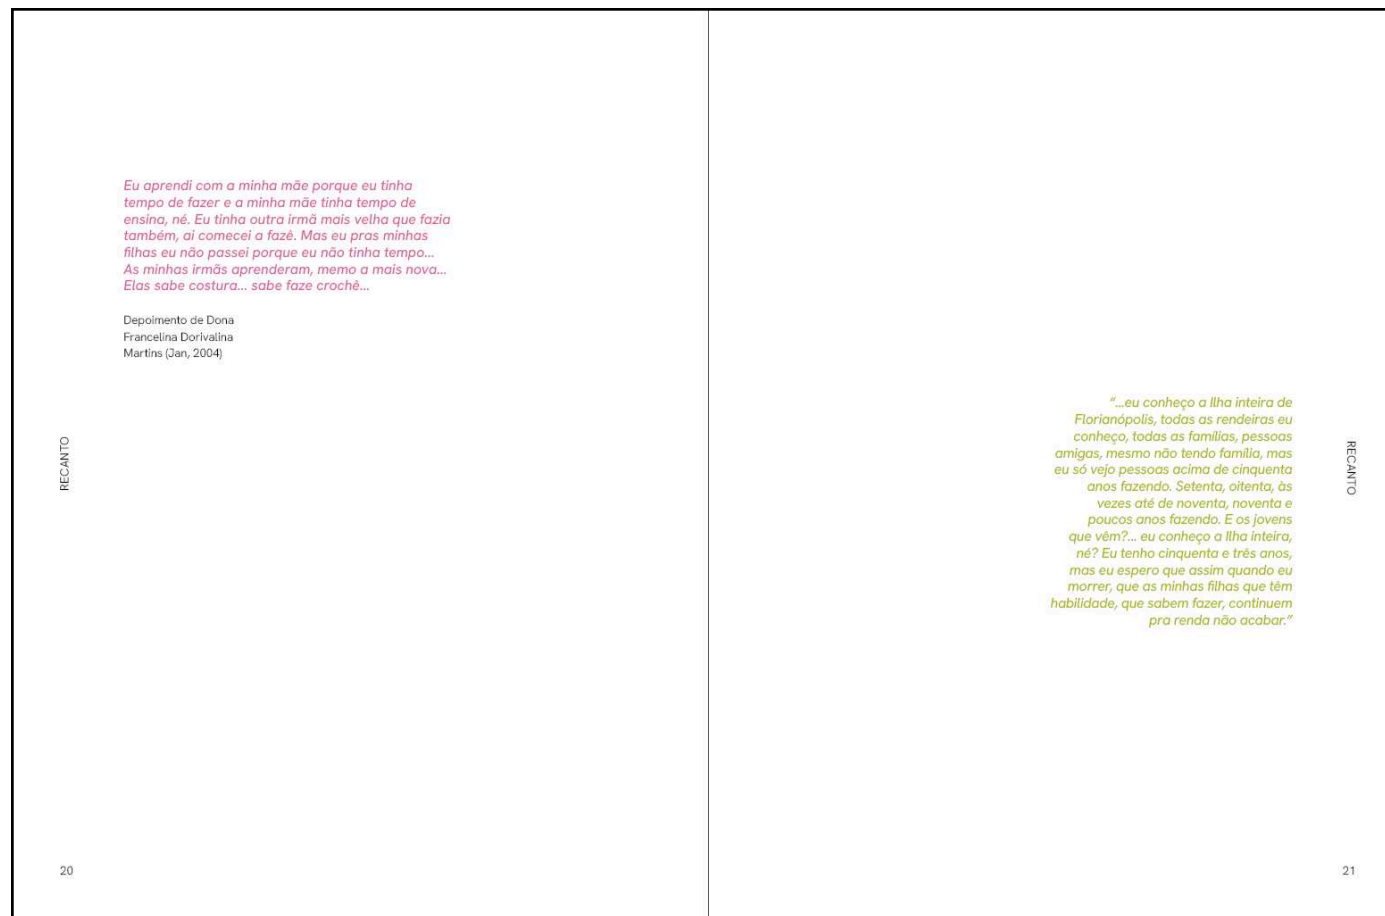 Eu aprendi com a minha mãe porque eu tinha
tempo de fazer e a minha mãe tinha tempo de
ensina, né. Eu tinha outra irmã mais velha que fazia
também, ai comecei a fazê. Mas eu pras minhas
filhas eu não passei porque eu não tinha tempo...
As minhas irmãs aprenderam, memo a mais nova...
Elas sabe costura... sabe faze crochê...
Depoimento de Dona
Francelina Dorivalina
Martins (Jan, 2004)
RECANTO
20
"...eu conheço a Ilha inteira de
Florianópolis, todas as rendeiras eu
conheço, todas as famílias, pessoas
amigas, mesmo não tendo família, mas
eu só vejo pessoas acima de cinquenta
anos fazendo. Setenta, oitenta, às
vezes até de noventa, noventa e
poucos anos fazendo. E os jovens
que vêm?... eu conheço a Ilha inteira,
né? Eu tenho cinquenta e três anos,
mas eu espero que assim quando eu
morrer, que as minhas filhas que têm
habilidade, que sabem fazer, continuem
pra renda não acabar."
RECANTO
21